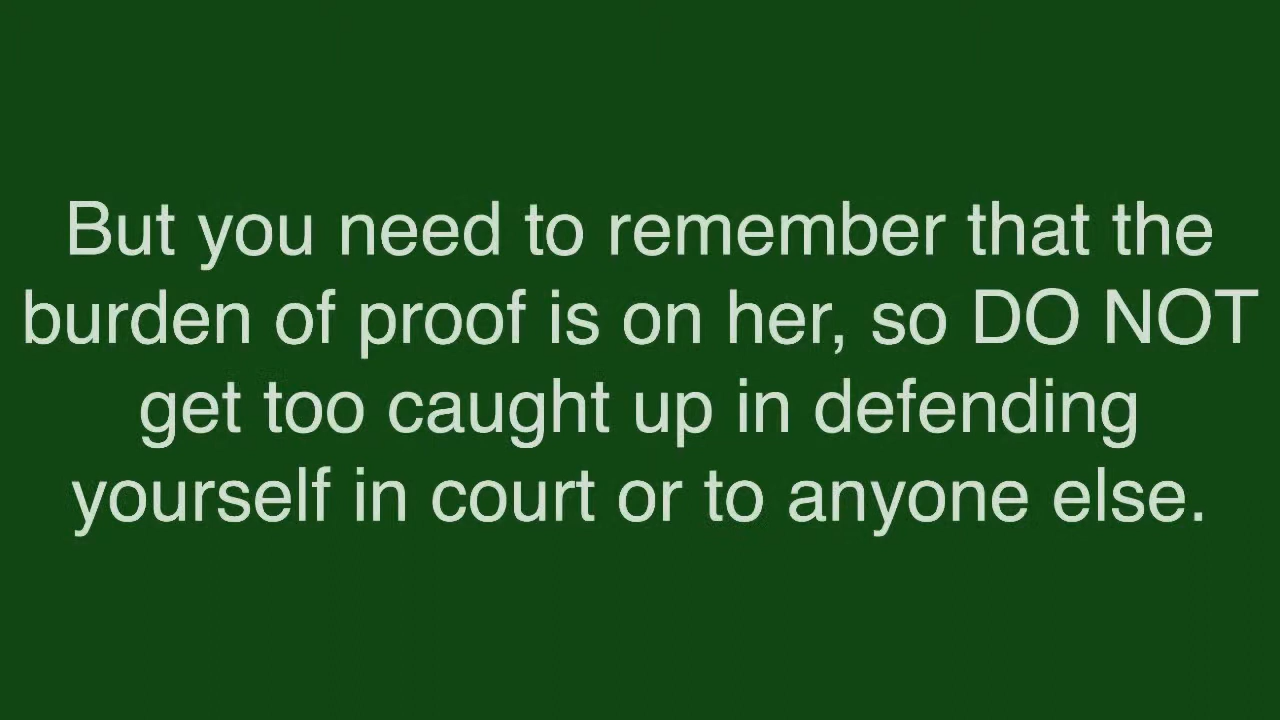 But you need to remember that the
burden of proof is on her, so DO NOT
get too caught up in defending
yourself in court or to anyone else.